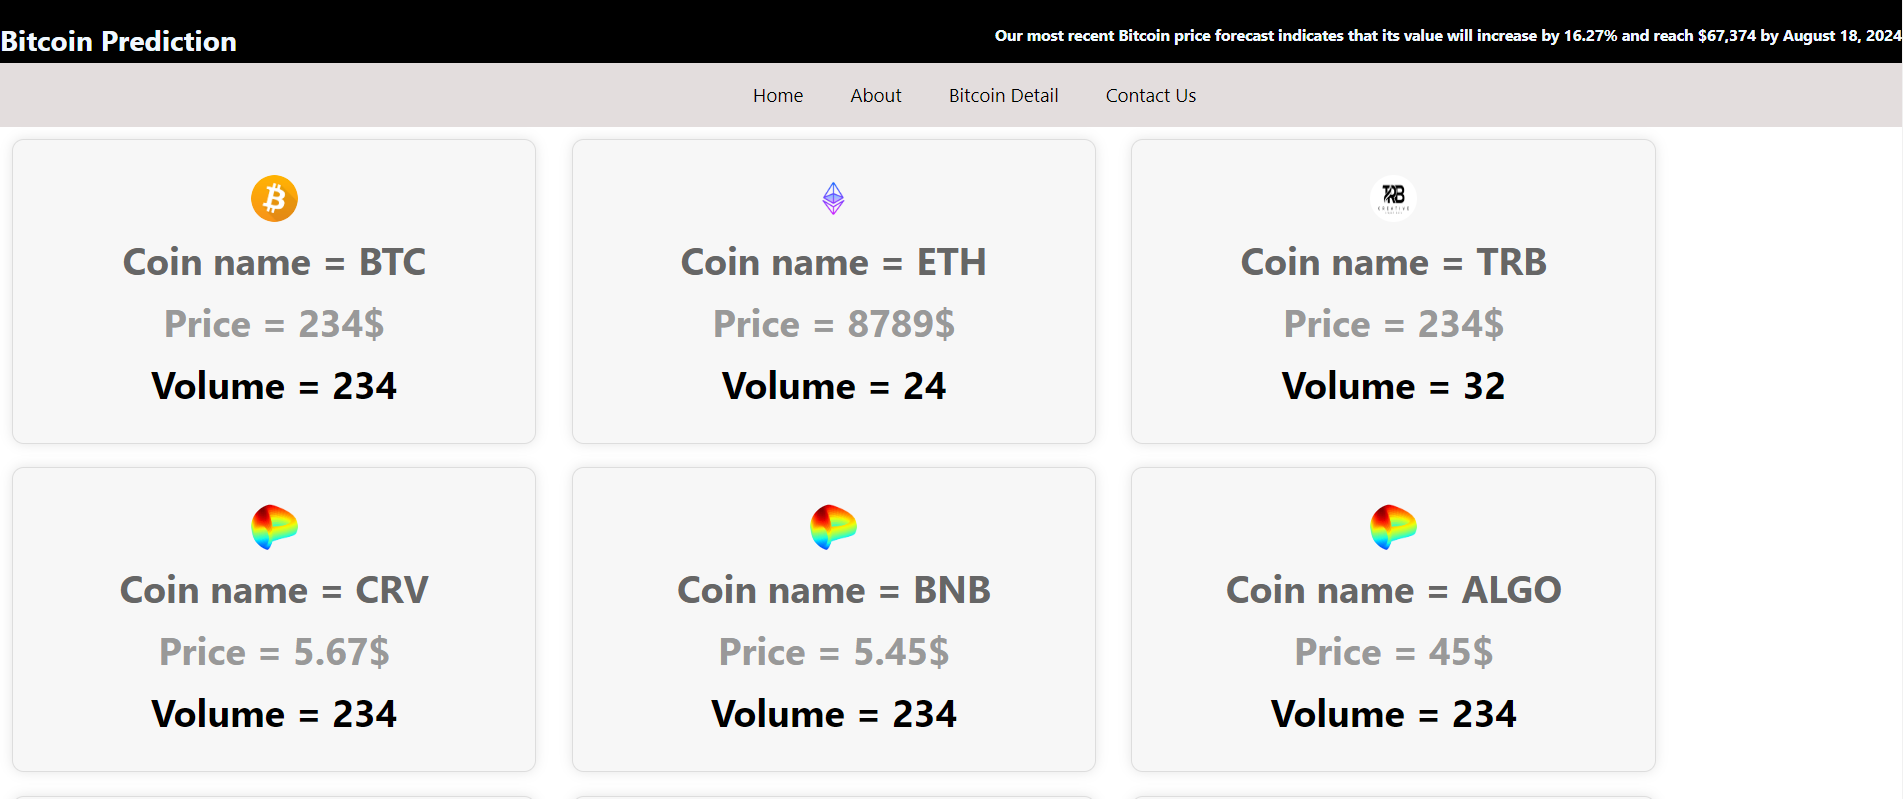 Bitcoin Prediction
Our most recent Bitcoin price forecast indicates that its value will increase by 16.27% and reach $67,374 by August 18, 2024
Home About Bitcoin Detail Contact Us
TRB
Coin name = BTC
Price = 234$
Volume = 234
Coin name = ETH
Price = 8789$
Volume = 24
Coin name = TRB
Price = 234$
Volume = 32
Coin name = CRV
Price = 5.67$
Volume = 234
Coin name = BNB
Price = 5.45$
Volume = 234
Coin name = ALGO
Price = 45$
Volume = 234